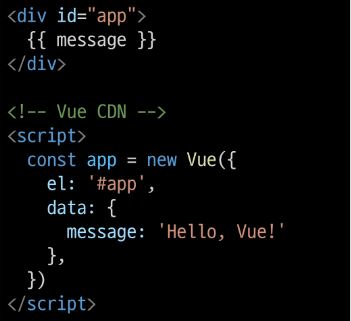 <div id="app">
  {{ message }}
</div>

<!-- Vue CDN -->
<script>
  const app = new Vue({
    el: '#app',
    data: {
      message: 'Hello, Vue!'
    },
  })
</script>